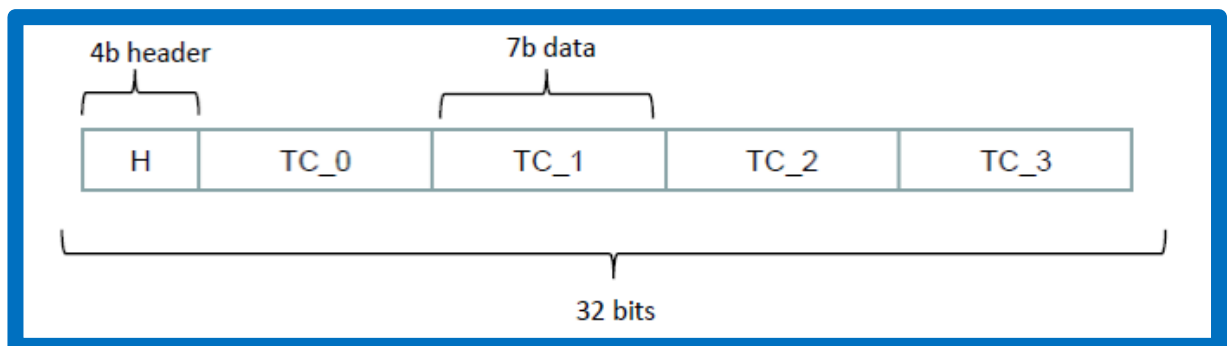 4b header
7b data
H TC_0 TC_1 TC_2 TC_3
32 bits